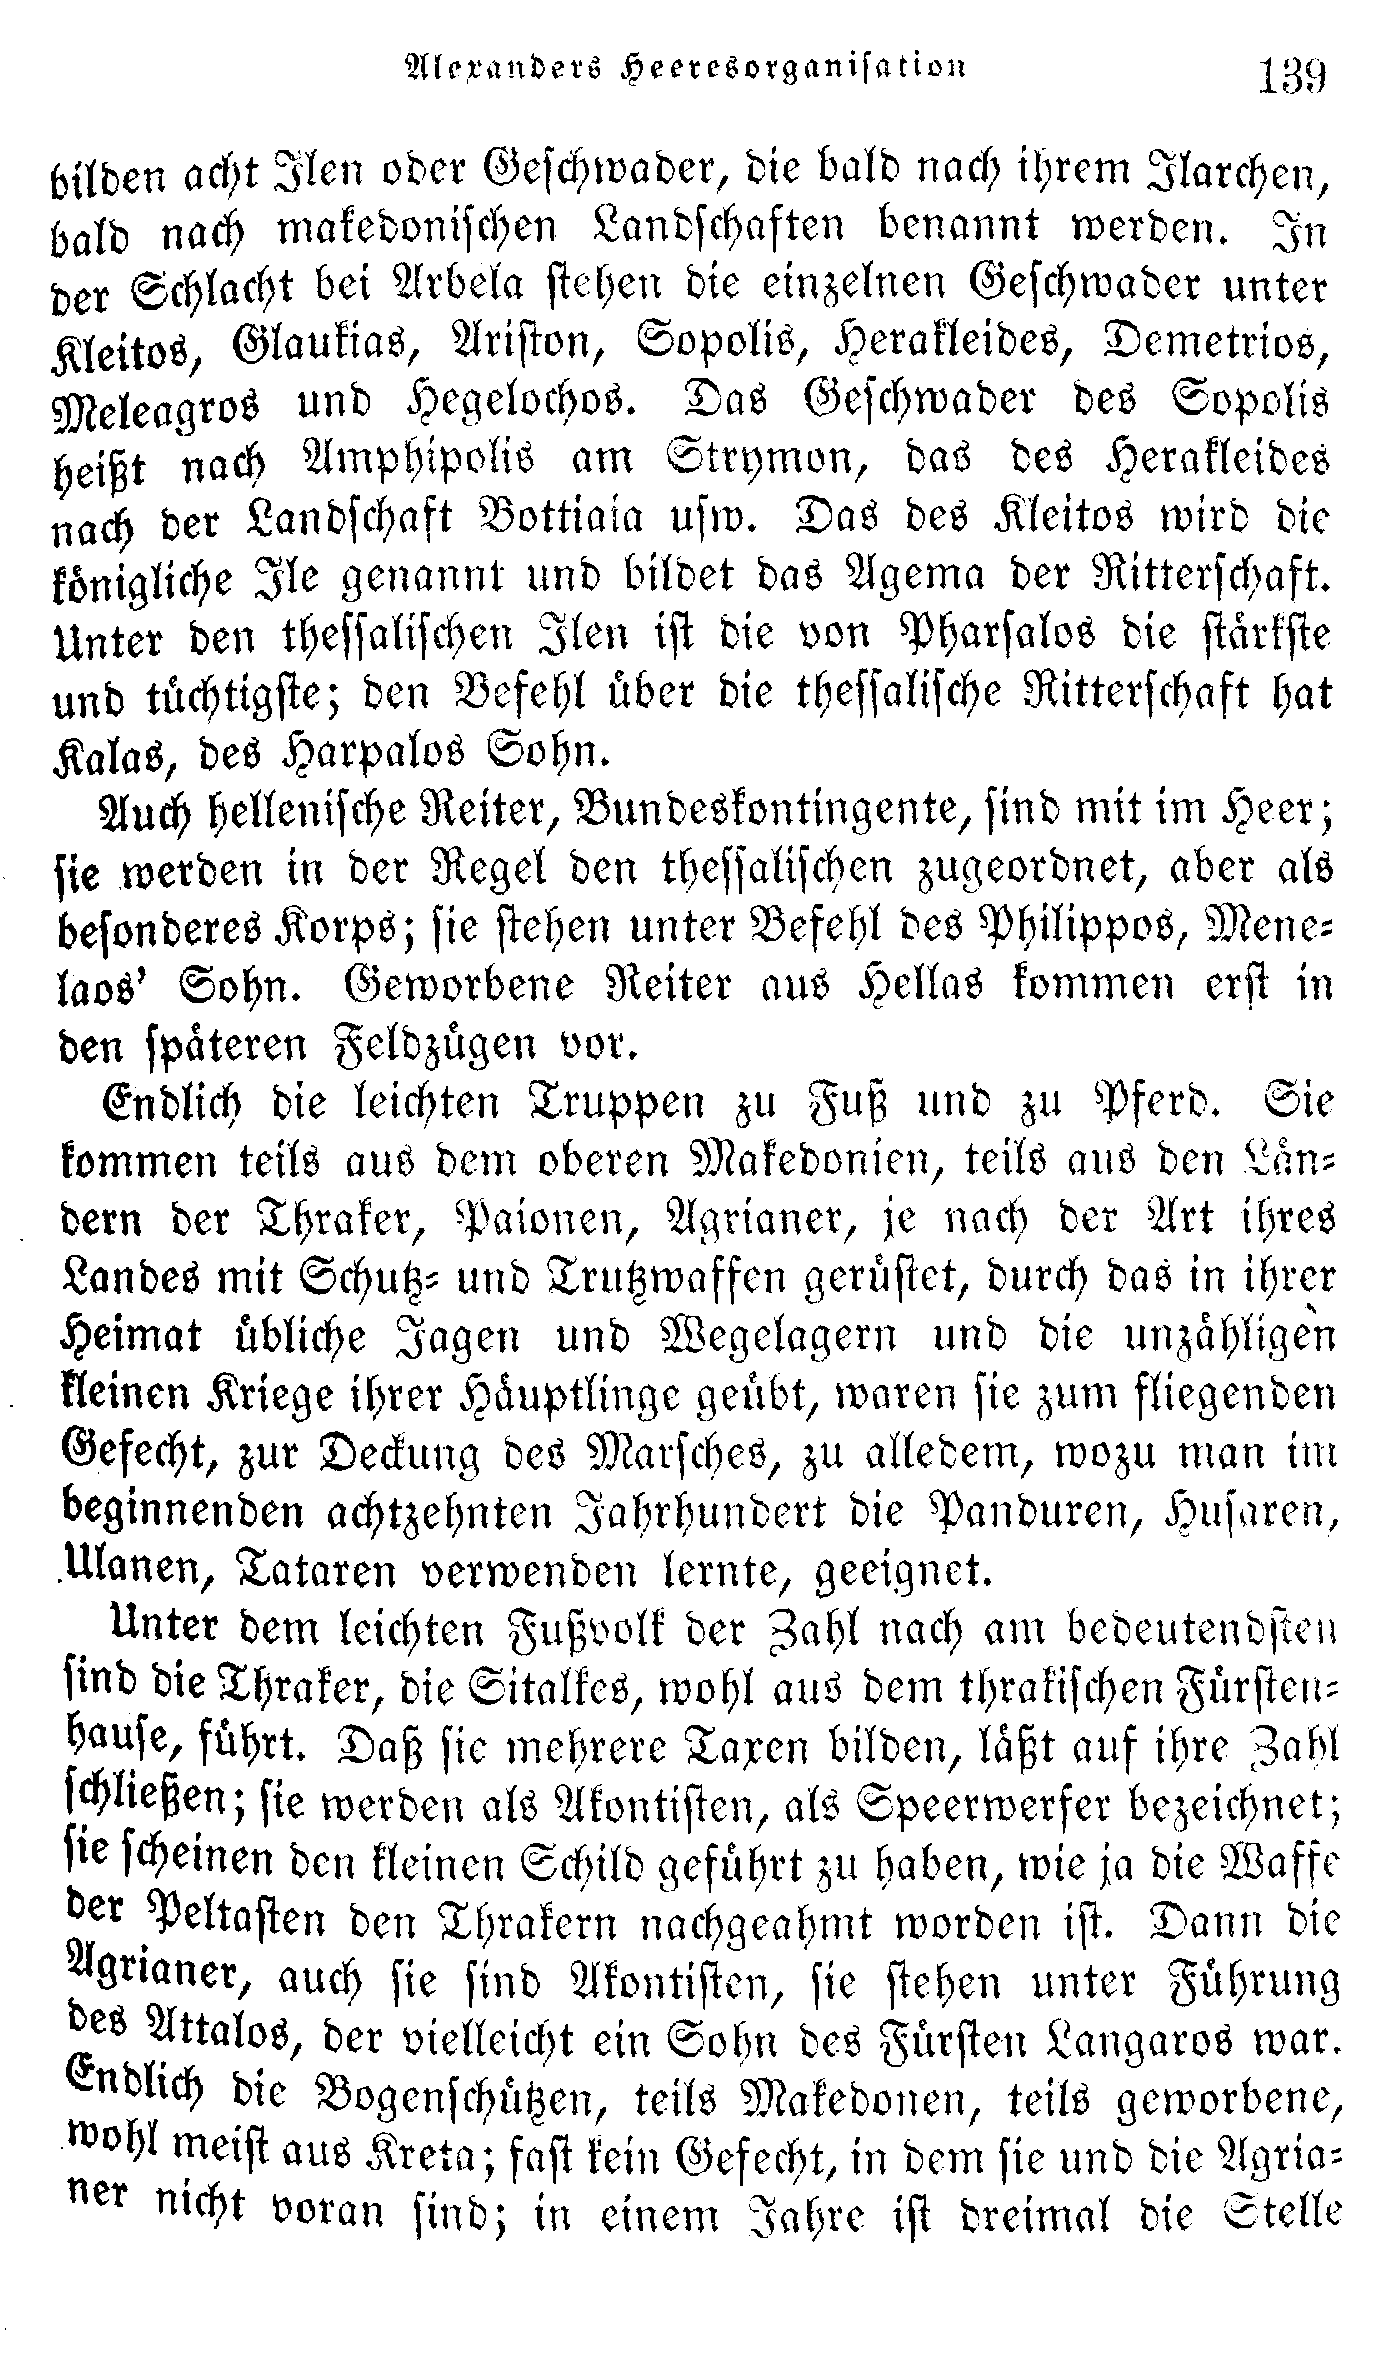 Alexanders Heeresorganisation 139
bilden acht Ilen oder Geschwader, die bald nach ihrem Ilarchen,
bald nach makedonischen Landschaften benannt werden. In
der Schlacht bei Arbela stehen die einzelnen Geschwader unter
Kleitos, Glaukias, Ariston, Sopolis, Herakleides, Demetrios,
Meleagros und Hegelochos. Das Geschwader des Sopolis
heißt nach Amphipolis am Strymon, das des Herakleides
nach der Landschaft Bottiaia usw. Das des Kleitos wird die
königliche Ile genannt und bildet das Agema der Ritterschaft.
Unter den thessalischen Ilen ist die von Pharsalos die stärkste
und tüchtigste; den Befehl über die thessalische Ritterschaft hat
Kalas, des Harpalos Sohn.
Auch hellenische Reiter, Bundeskontingente, sind mit im Heer;
sie werden in der Regel den thessalischen zugeordnet, aber als
besonderes Korps; sie stehen unter Befehl des Philippos, Mene-
laos' Sohn. Geworbene Reiter aus Hellas kommen erst in
den späteren Feldzügen vor.
Endlich die leichten Truppen zu Fuß und zu Pferd. Sie
kommen teils aus dem oberen Makedonien, teils aus den Län-
dern der Thraker, Paionen, Agrianer, je nach der Art ihres
Landes mit Schutz- und Trutzwaffen gerüstet, durch das in ihrer
Heimat übliche Jagen und Wegelagern und die unzähligen
kleinen Kriege ihrer Häuptlinge geübt, waren sie zum fliegenden
Gefecht, zur Deckung des Marsches, zu alledem, wozu man im
beginnenden achtzehnten Jahrhundert die Panduren, Husaren,
Ulanen, Tataren verwenden lernte, geeignet.
Unter dem leichten Fußvolk der Zahl nach am bedeutendsten
sind die Thraker, die Sitalkes, wohl aus dem thrakischen Fürsten-
hause, führt. Daß sie mehrere Taxen bilden, läßt auf ihre Zahl
schließen; sie werden als Akontisten, als Speerwerfer bezeichnet;
sie scheinen den kleinen Schild geführt zu haben, wie ja die Waffe
der Peltasten den Thrakern nachgeahmt worden ist. Dann die
Agrianer, auch sie sind Akontisten, sie stehen unter Führung
des Attalos, der vielleicht ein Sohn des Fürsten Langaros war.
Endlich die Bogenschützen, teils Makedonen, teils geworbene,
wohl meist aus Kreta; fast kein Gefecht, in dem sie und die Agria-
ner nicht voran sind; in einem Jahre ist dreimal die Stelle